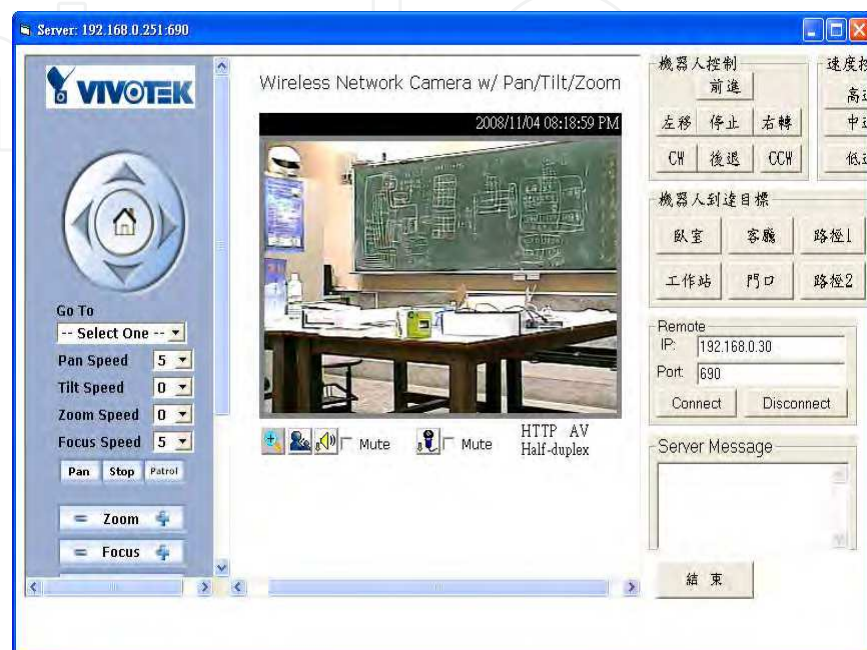 Server: 192.168.0.251:690
VIVOTEK
Go To
-- Select One --
Pan Speed 5
Tilt Speed 0
Zoom Speed 0
Focus Speed 5
Pan Stop Patrol
Zoom
Focus
Wireless Network Camera w/ Pan/Tilt/Zoom
2008/11/04 08:18:59 PM
Mute
Mute
HTTP AV
Half-duplex
機器人控制
前進
左移 停止 右轉
CW 後退 CCW
速度
高
中
低
機器人到達目標
臥室 客廳 路徑1
工作站 門口 路徑2
Remote
IP: 192.168.0.30
Port: 690
Connect Disconnect
Server Message
結束